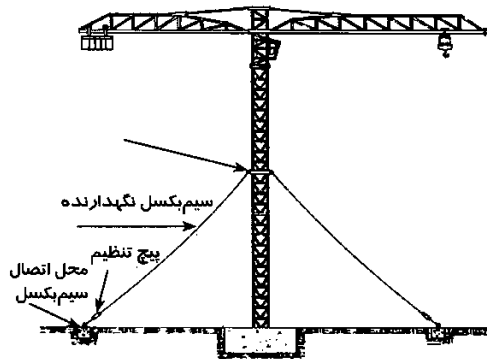 سیم‌بکسل نگهدارنده
پیچ تنظیم
محل اتصال
سیم‌بکسل